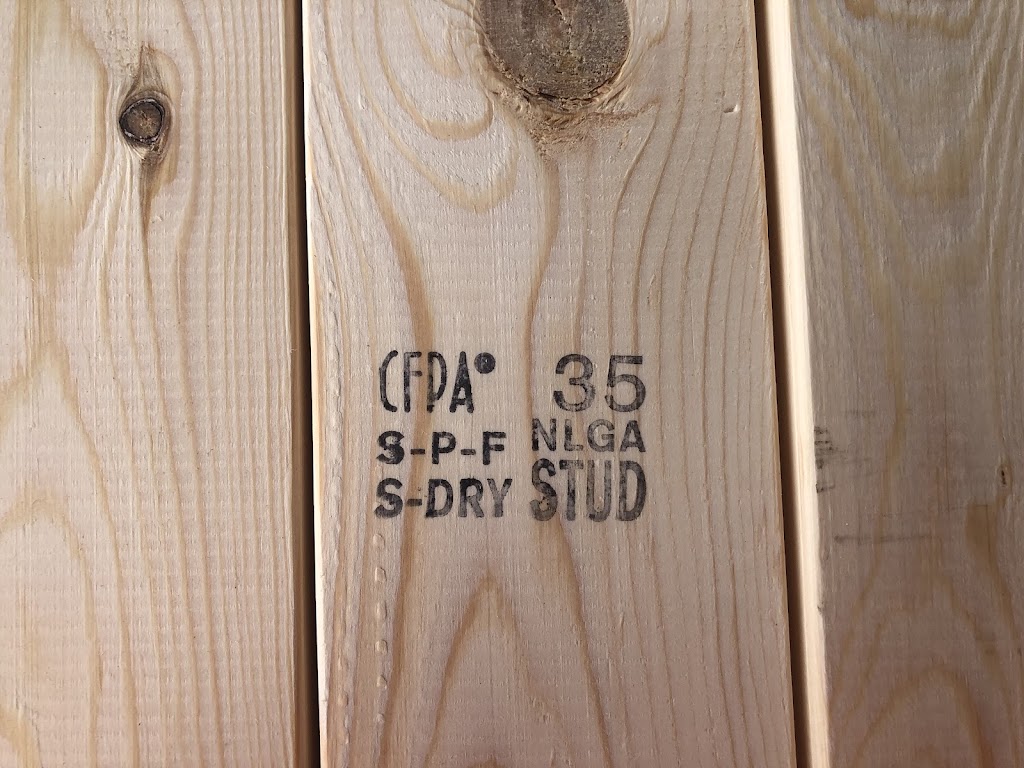 CFPA® 35
S-P-F NLGA
S-DRY STUD